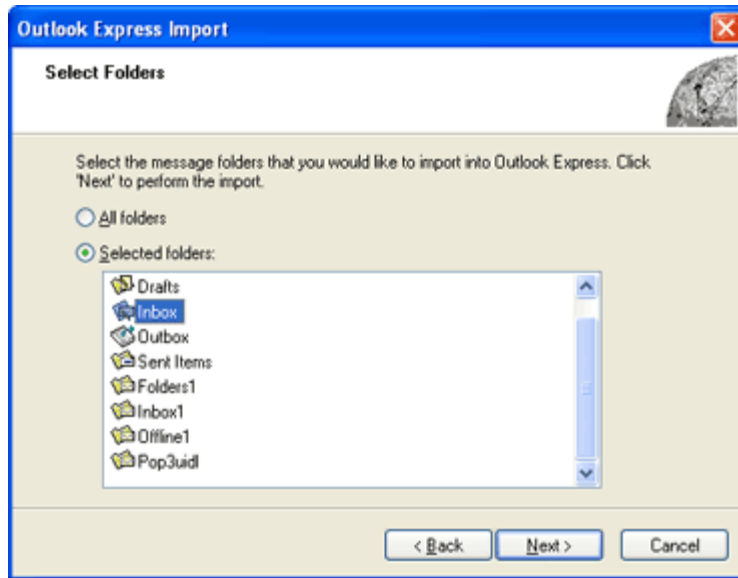 Outlook Express Import
Select Folders
Select the message folders that you would like to import into Outlook Express. Click
'Next' to perform the import.
All folders
Selected folders:
Drafts
Inbox
Outbox
Sent Items
Folders1
Inbox1
Offline1
Pop3uidl
< Back Next > Cancel